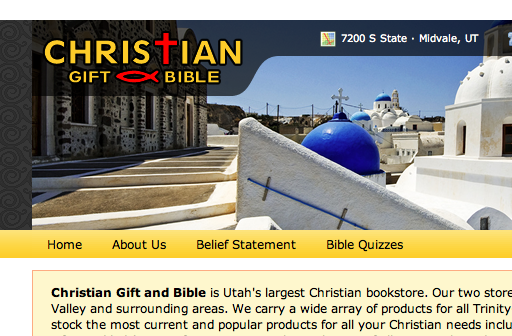 CHRISTIAN
GIFT BIBLE
7200 S State · Midvale, UT
Home About Us Belief Statement Bible Quizzes
Christian Gift and Bible is Utah's largest Christian bookstore. Our two store
Valley and surrounding areas. We carry a wide array of products for all Trinity
stock the most current and popular products for all your Christian needs inclu